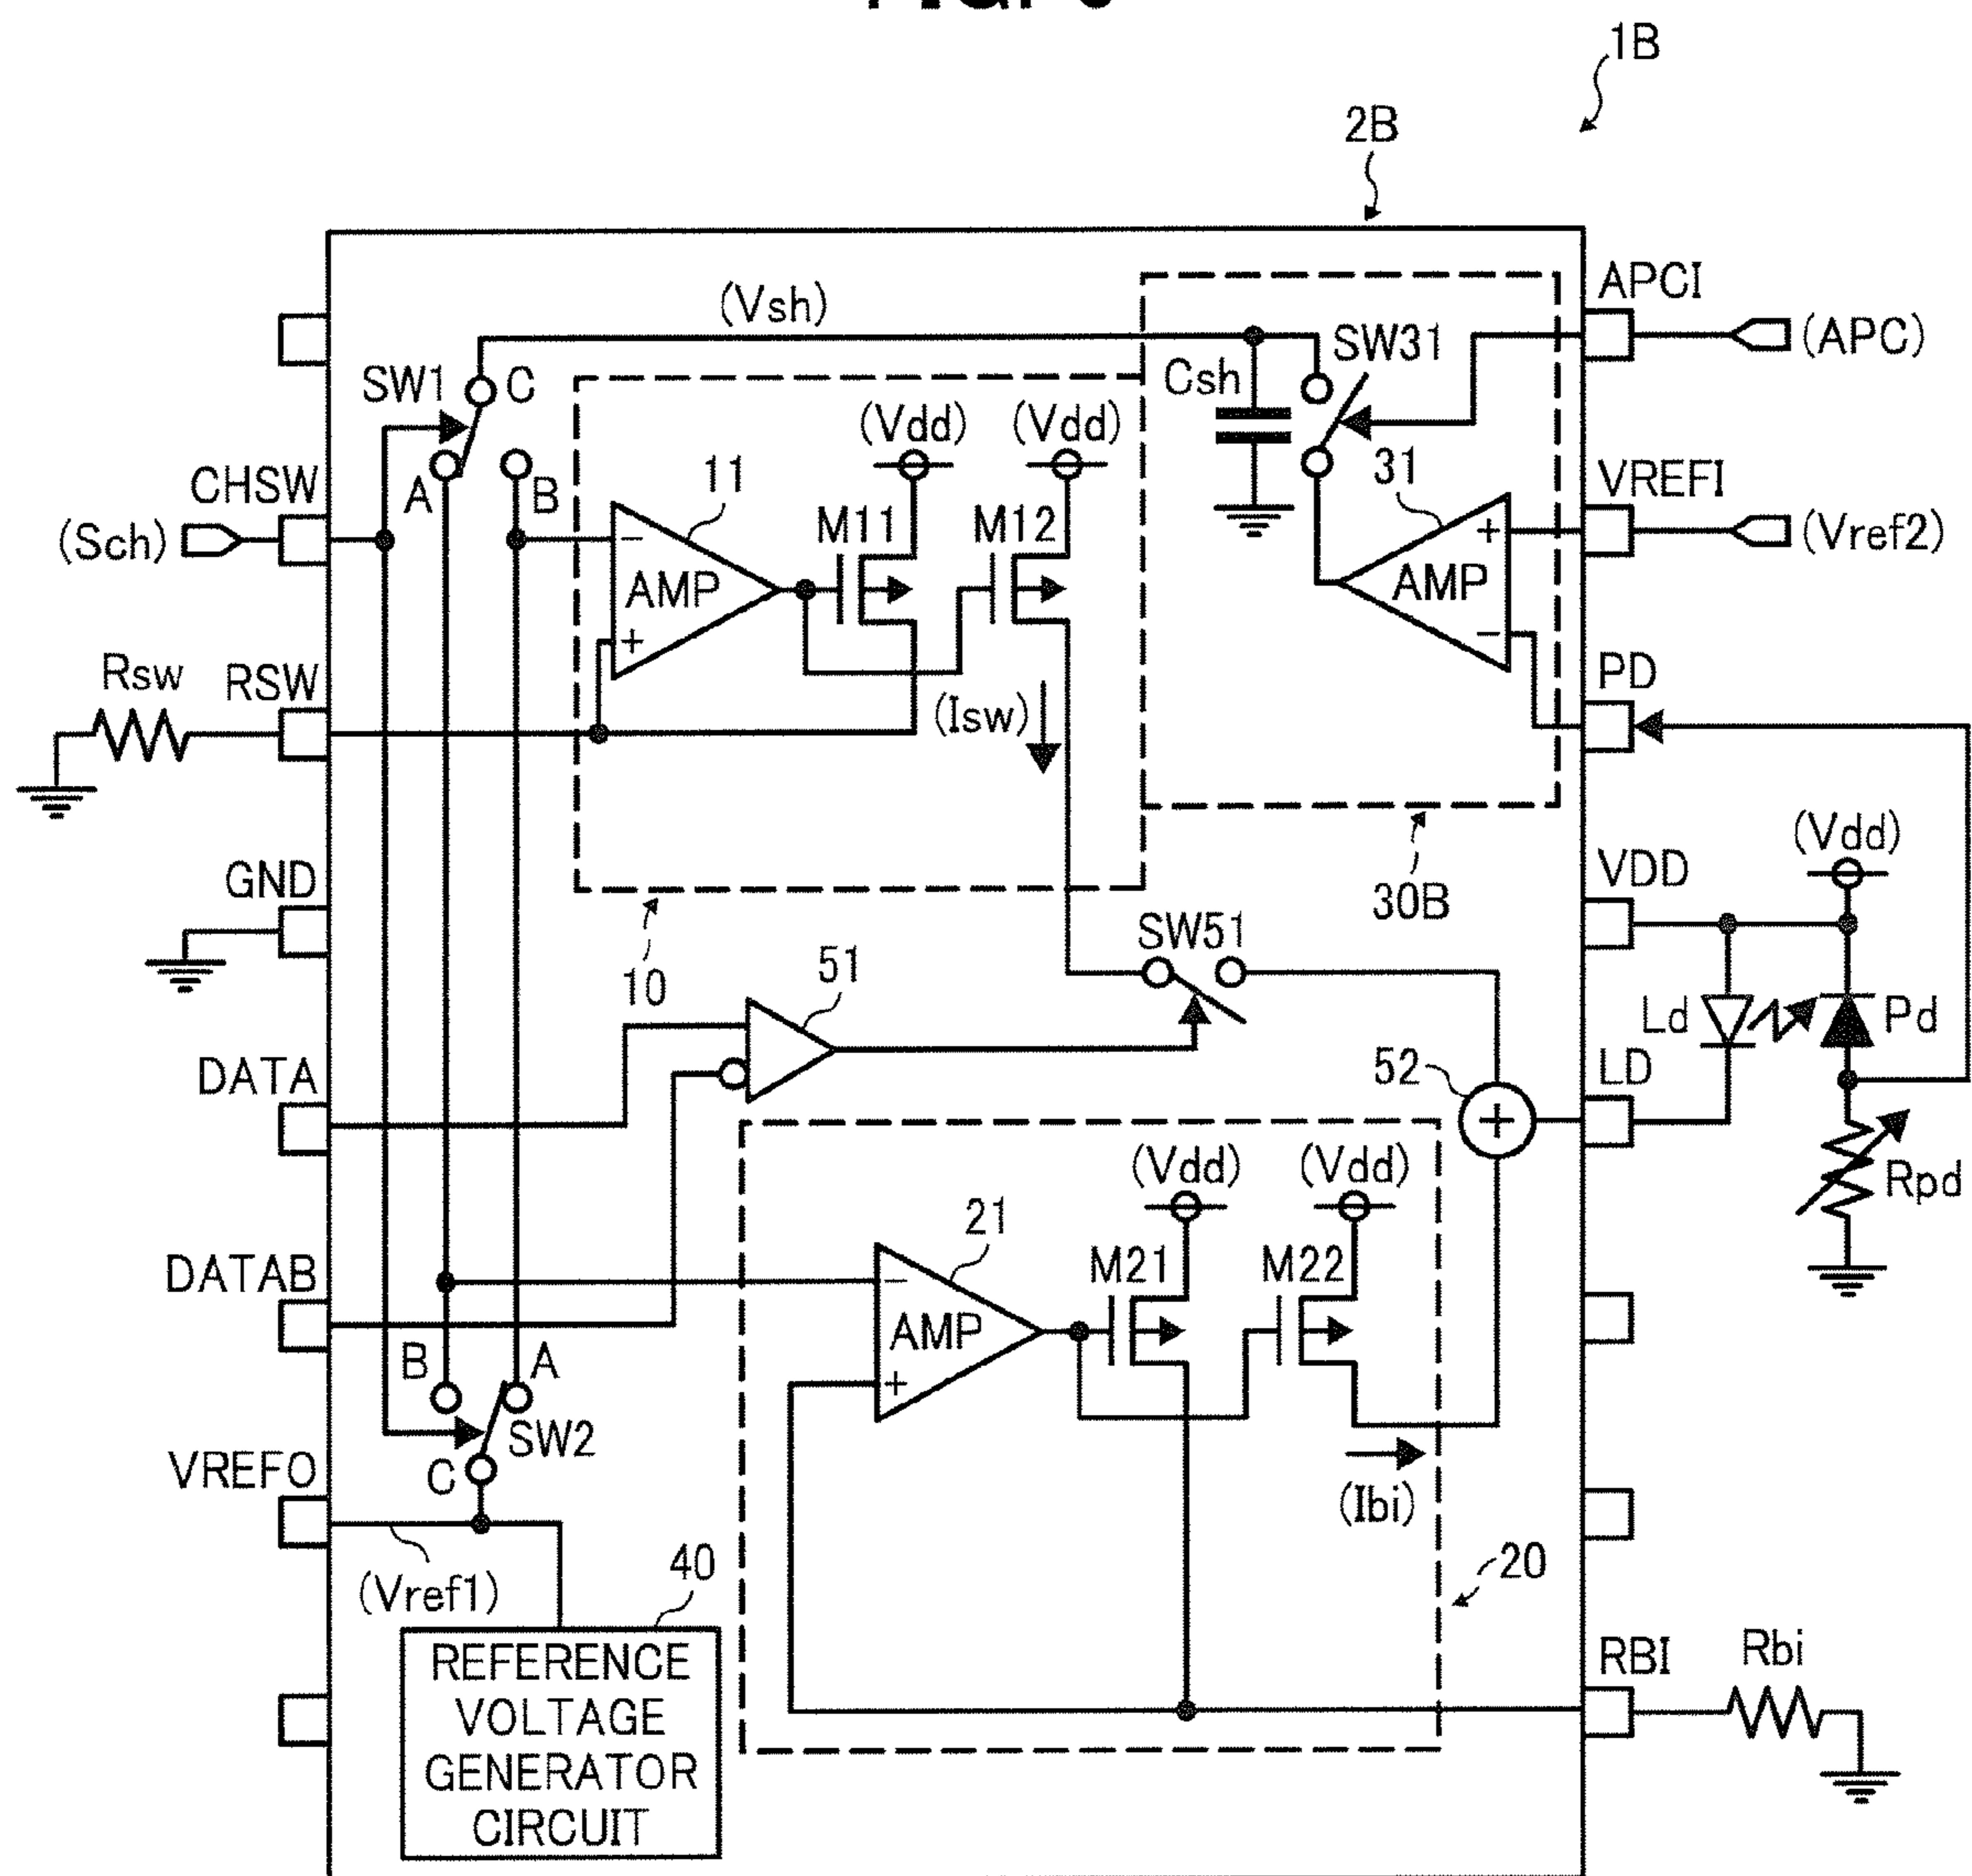 1B
2B
(Vsh)
APCI
SW31
(APC)
SW1
C
Csh
(Vdd)
(Vdd)
CHSW
A
B
11
31
VREFI
(Sch)
M11
M12
−
+
(Vref2)
AMP
AMP
+
−
Rsw
RSW
PD
(Isw)
(Vdd)
GND
VDD
30B
SW51
10
51
Ld
Pd
DATA
52
LD
+
(Vdd)
(Vdd)
Rpd
21
DATAB
M21
M22
−
AMP
B
A
+
SW2
VREFO
C
(Ibi)
40
20
(Vref1)
REFERENCE
VOLTAGE
GENERATOR
CIRCUIT
RBI
Rbi